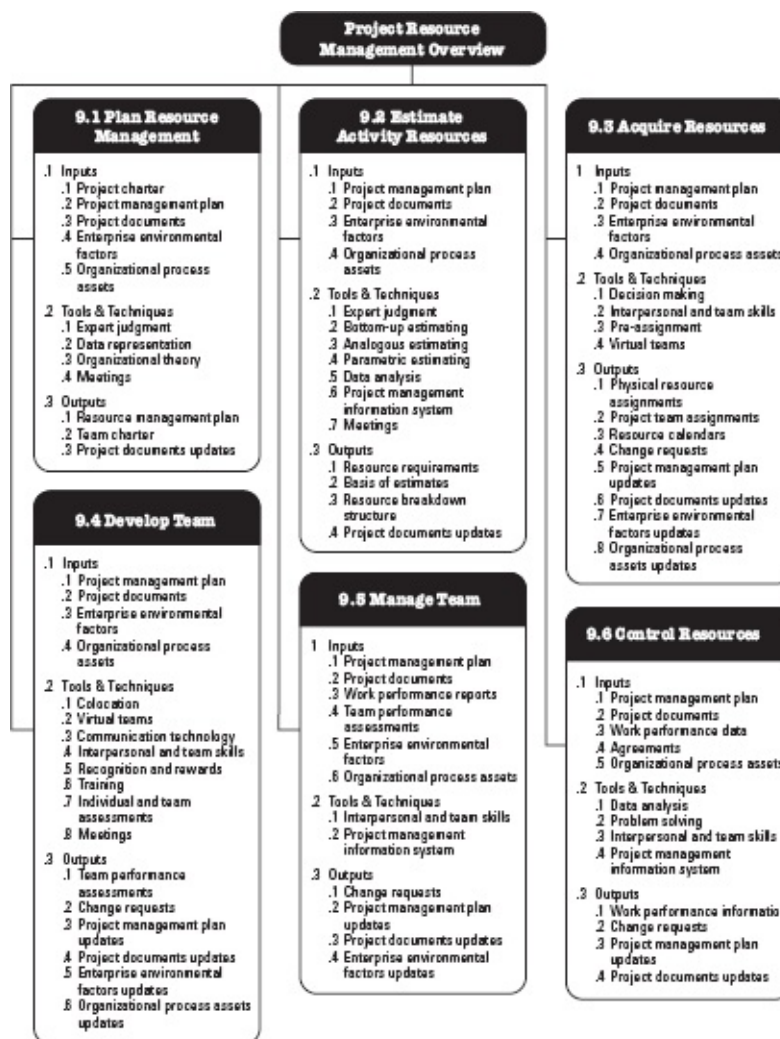 Project Resource
Management Overview
9.1 Plan Resource
Management
.1 Inputs
.1 Project charter
.2 Project management plan
.3 Project documents
.4 Enterprise environmental
factors
.5 Organizational process
assets
.2 Tools & Techniques
.1 Expert judgment
.2 Data representation
.3 Organizational theory
.4 Meetings
.3 Outputs
.1 Resource management plan
.2 Team charter
.3 Project documents updates
9.2 Estimate
Activity Resources
.1 Inputs
.1 Project management plan
.2 Project documents
.3 Enterprise environmental
factors
.4 Organizational process
assets
.2 Tools & Techniques
.1 Expert judgment
.2 Bottom-up estimating
.3 Analogous estimating
.4 Parametric estimating
.5 Data analysis
.6 Project management
information system
.7 Meetings
.3 Outputs
.1 Resource requirements
.2 Basis of estimates
.3 Resource breakdown
structure
.4 Project documents updates
9.3 Acquire Resources
1 Inputs
.1 Project management plan
.2 Project documents
.3 Enterprise environmental
factors
.4 Organizational process assets
.2 Tools & Techniques
.1 Decision making
.2 Interpersonal and team skills
.3 Pre-assignment
.4 Virtual teams
.3 Outputs
.1 Physical resource
assignments
.2 Project team assignments
.3 Resource calendars
.4 Change requests
.5 Project management plan
updates
.6 Project documents updates
.7 Enterprise environmental
factors updates
.8 Organizational process
assets updates
9.4 Develop Team
.1 Inputs
.1 Project management plan
.2 Project documents
.3 Enterprise environmental
factors
.4 Organizational process
assets
.2 Tools & Techniques
.1 Colocation
.2 Virtual teams
.3 Communication technology
.4 Interpersonal and team skills
.5 Recognition and rewards
.6 Training
.7 Individual and team
assessments
.8 Meetings
.3 Outputs
.1 Team performance
assessments
.2 Change requests
.3 Project management plan
updates
.4 Project documents updates
.5 Enterprise environmental
factors updates
.6 Organizational process assets
updates
9.5 Manage Team
1 Inputs
.1 Project management plan
.2 Project documents
.3 Work performance reports
.4 Team performance
assessments
.5 Enterprise environmental
factors
.6 Organizational process assets
.2 Tools & Techniques
.1 Interpersonal and team skills
.2 Project management
information system
.3 Outputs
.1 Change requests
.2 Project management plan
updates
.3 Project documents updates
.4 Enterprise environmental
factors updates
9.6 Control Resources
.1 Inputs
.1 Project management plan
.2 Project documents
.3 Work performance data
.4 Agreements
.5 Organizational process assets
.2 Tools & Techniques
.1 Data analysis
.2 Problem solving
.3 Interpersonal and team skills
.4 Project management
information system
.3 Outputs
.1 Work performance informatio
.2 Change requests
.3 Project management plan
updates
.4 Project documents updates